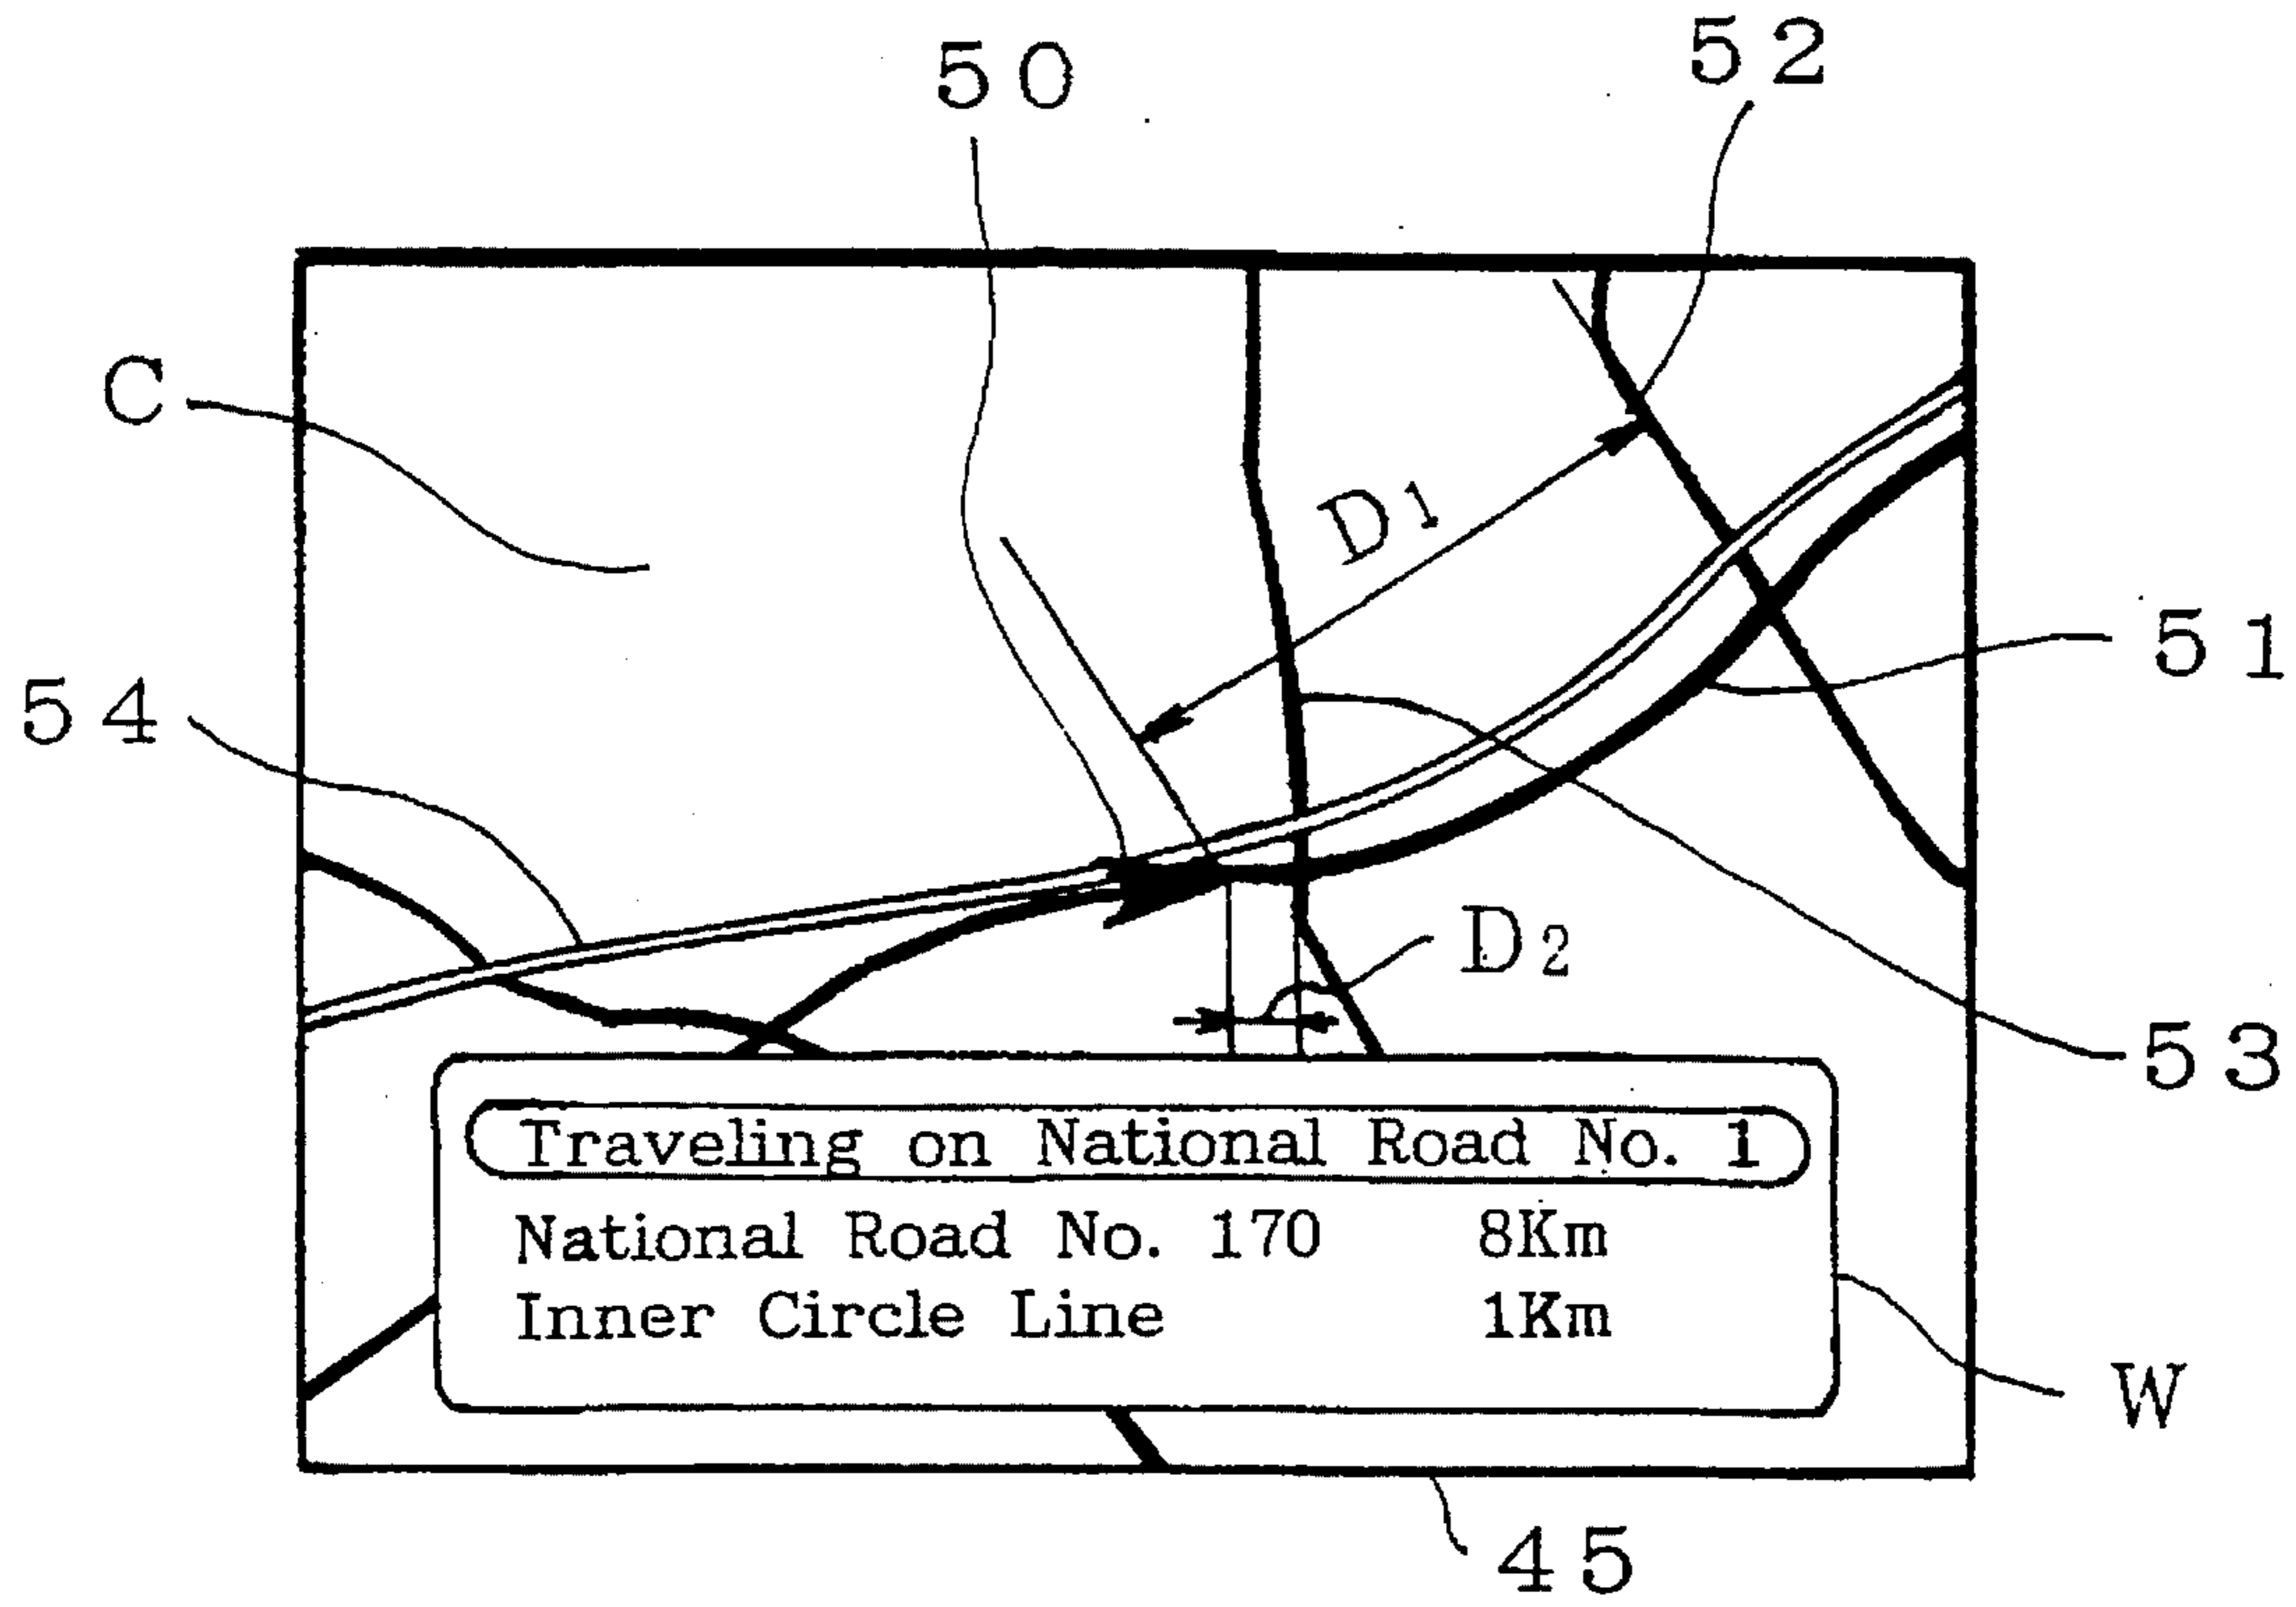 50
52
C
D1
51
54
D2
53
Traveling on National Road No. 1
National Road No. 170 8Km
Inner Circle Line 1Km
W
45